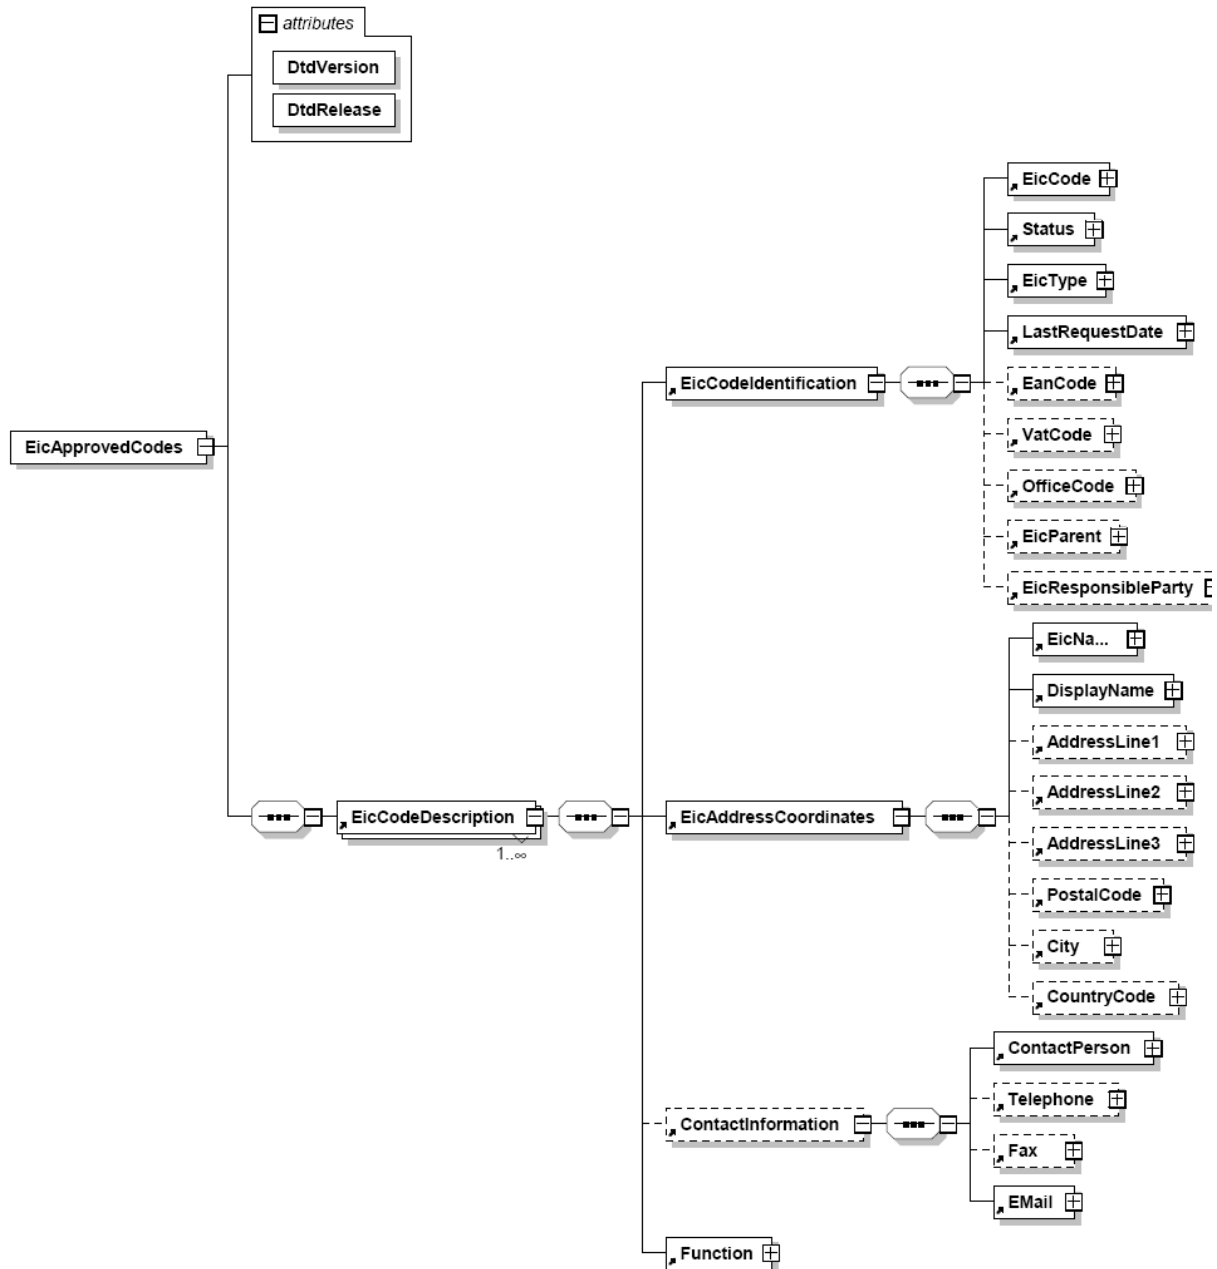 attributes
DtdVersion
DtdRelease
EicCode
Status
EicType
LastRequestDate
EicCodeIdentification
EanCode
VatCode
EicApprovedCodes
OfficeCode
EicParent
EicResponsibleParty
EicNa...
DisplayName
AddressLine1
AddressLine2
EicCodeDescription
EicAddressCoordinates
1..∞
AddressLine3
PostalCode
City
CountryCode
ContactPerson
Telephone
ContactInformation
Fax
EMail
Function